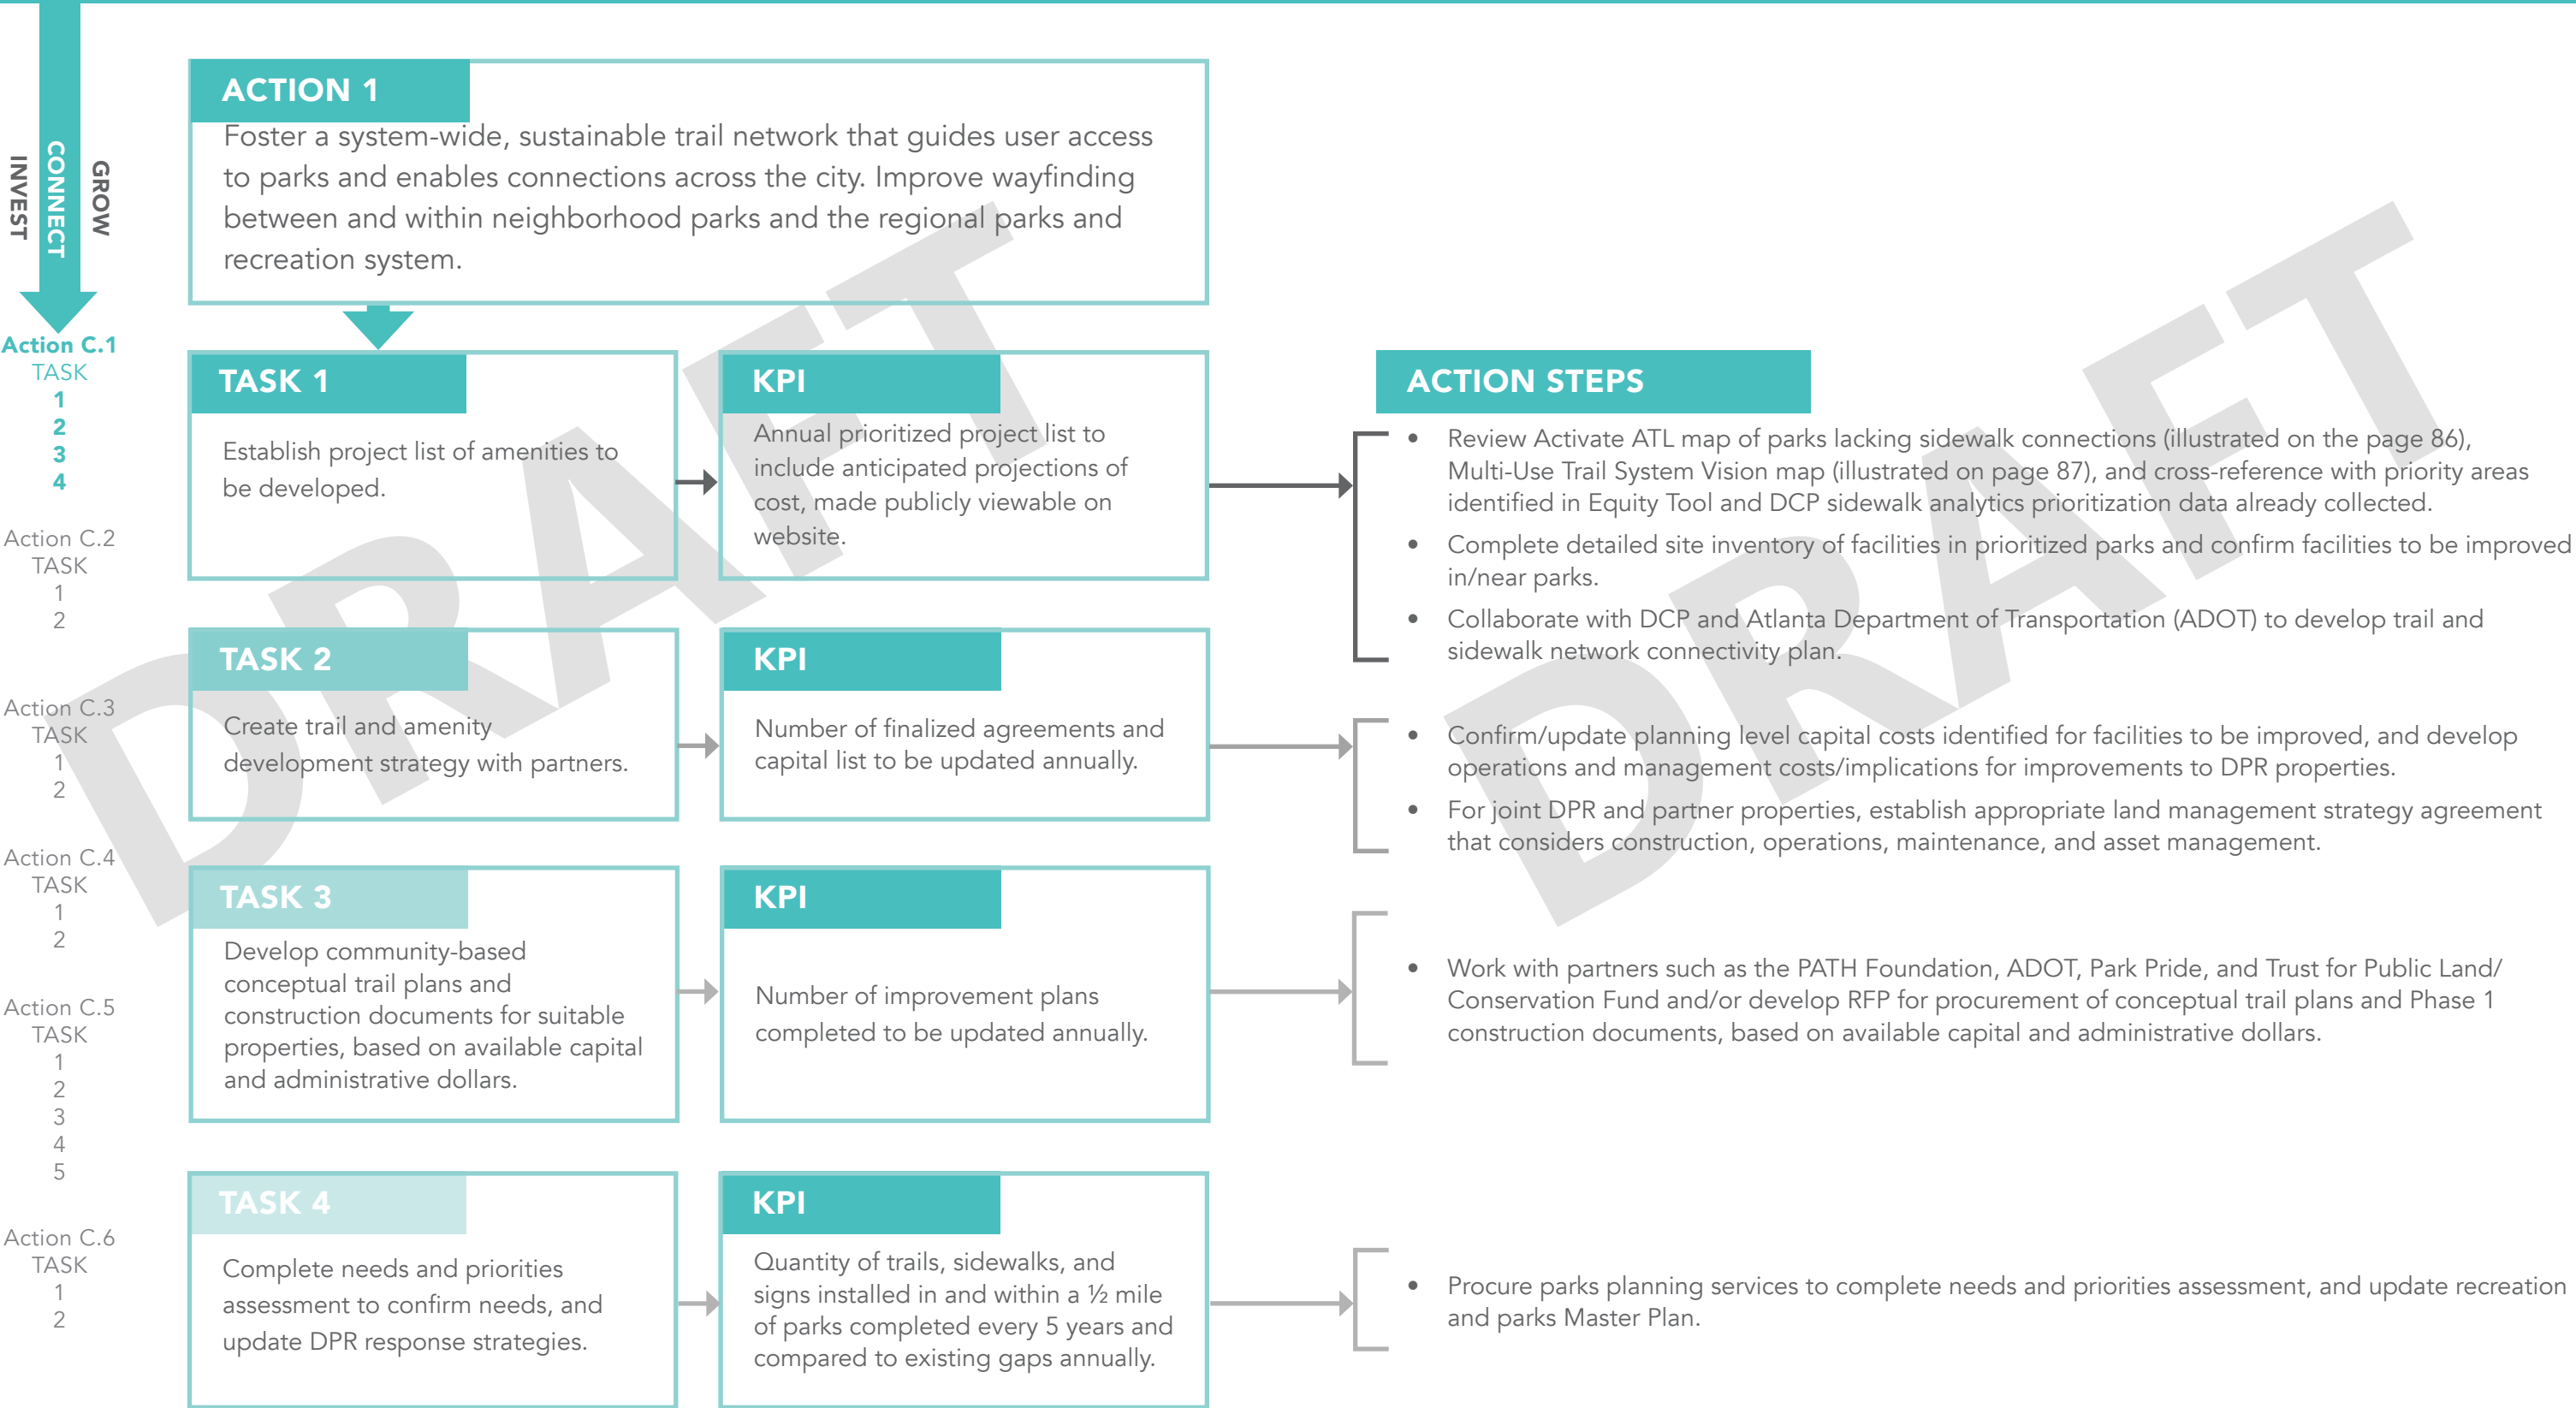 INVEST
CONNECT
GROW
Action C.1
TASK
1
2
3
4
Action C.2
TASK
1
2
Action C.3
TASK
1
2
Action C.4
TASK
1
2
Action C.5
TASK
1
2
3
4
5
Action C.6
TASK
1
2
ACTION 1
Foster a system-wide, sustainable trail network that guides user access
to parks and enables connections across the city. Improve wayfinding
between and within neighborhood parks and the regional parks and
recreation system.
TASK 1
Establish project list of amenities to
be developed.
KPI
Annual prioritized project list to
include anticipated projections of
cost, made publicly viewable on
website.
ACTION STEPS
• Review Activate ATL map of parks lacking sidewalk connections (illustrated on the page 86),
Multi-Use Trail System Vision map (illustrated on page 87), and cross-reference with priority areas
identified in Equity Tool and DCP sidewalk analytics prioritization data already collected.
• Complete detailed site inventory of facilities in prioritized parks and confirm facilities to be improved
in/near parks.
• Collaborate with DCP and Atlanta Department of Transportation (ADOT) to develop trail and
sidewalk network connectivity plan.
TASK 2
Create trail and amenity
development strategy with partners.
KPI
Number of finalized agreements and
capital list to be updated annually.
• Confirm/update planning level capital costs identified for facilities to be improved, and develop
operations and management costs/implications for improvements to DPR properties.
• For joint DPR and partner properties, establish appropriate land management strategy agreement
that considers construction, operations, maintenance, and asset management.
TASK 3
Develop community-based
conceptual trail plans and
construction documents for suitable
properties, based on available capital
and administrative dollars.
KPI
Number of improvement plans
completed to be updated annually.
• Work with partners such as the PATH Foundation, ADOT, Park Pride, and Trust for Public Land/
Conservation Fund and/or develop RFP for procurement of conceptual trail plans and Phase 1
construction documents, based on available capital and administrative dollars.
TASK 4
Complete needs and priorities
assessment to confirm needs, and
update DPR response strategies.
KPI
Quantity of trails, sidewalks, and
signs installed in and within a ½ mile
of parks completed every 5 years and
compared to existing gaps annually.
• Procure parks planning services to complete needs and priorities assessment, and update recreation
and parks Master Plan.
DRAFT
DRAFT